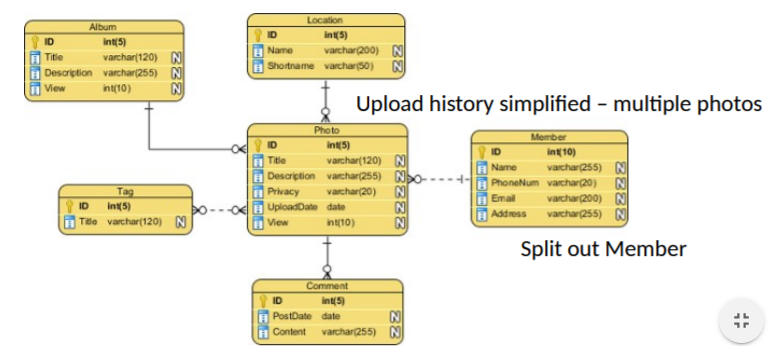 Album
ID int(5)
Title varchar(120) N
Description varchar(255) N
View int(10) N
Location
ID int(5)
Name varchar(200) N
Shortname varchar(50) N
Upload history simplified – multiple photos
Photo
ID int(5)
Title varchar(120) N
Description varchar(255) N
Privacy varchar(20) N
UploadDate date N
View int(10) N
Member
ID int(10)
Name varchar(255) N
PhoneNum varchar(20) N
Email varchar(200) N
Address varchar(255) N
Tag
ID int(5)
Title varchar(120) N
Split out Member
Comment
ID int(5)
PostDate date N
Content varchar(255) N